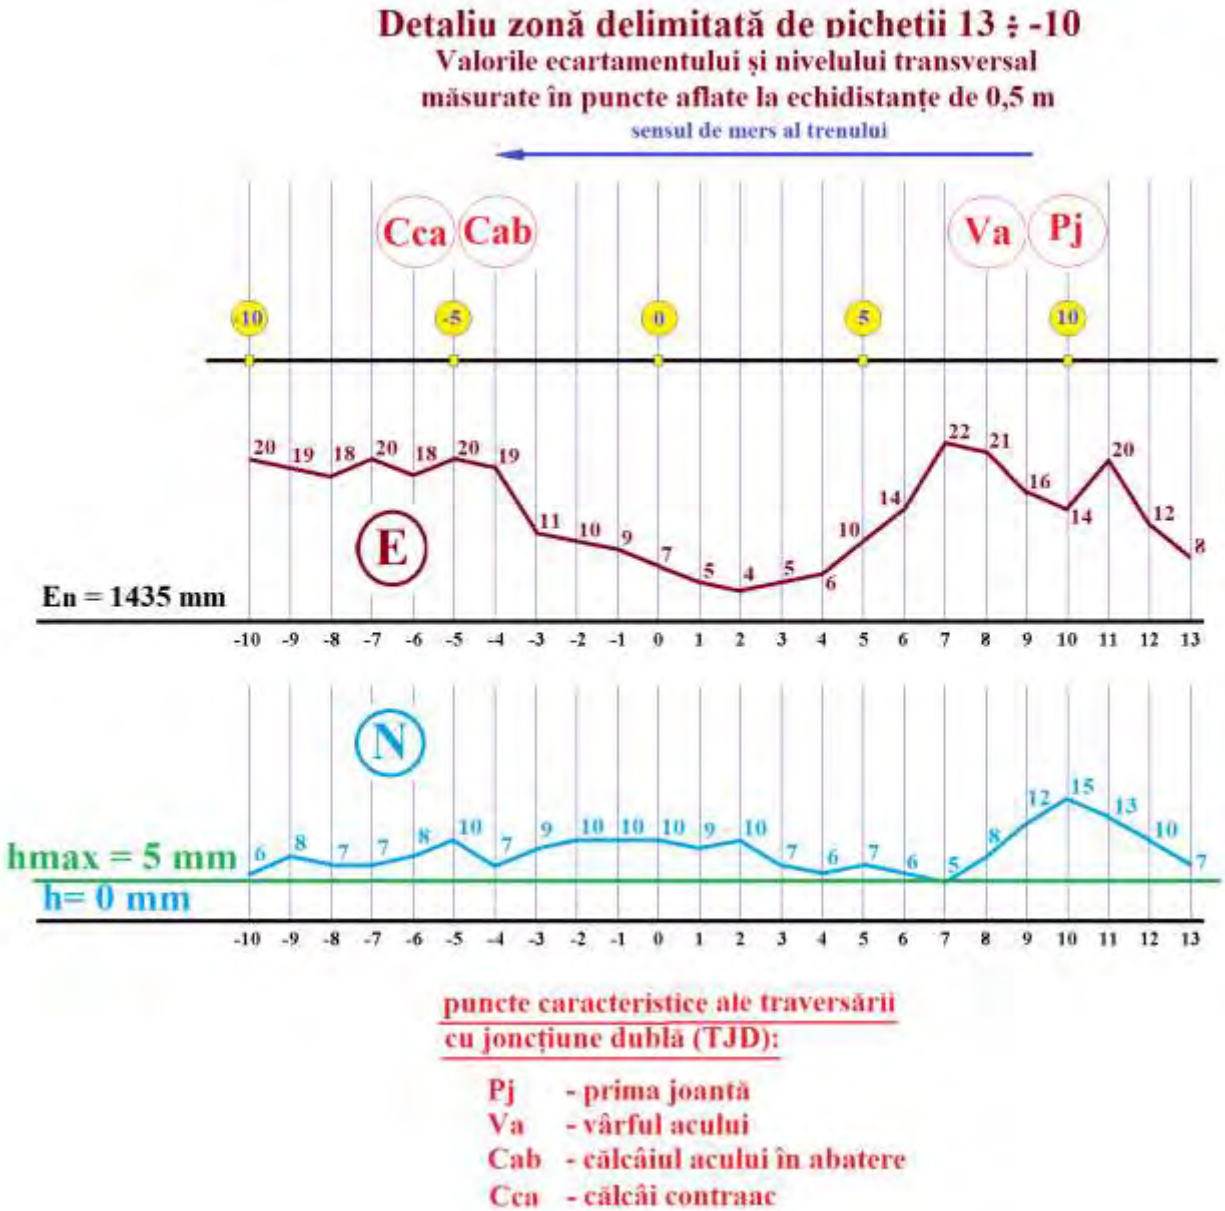 Detaliu zonă delimitată de pichetii 13 ÷ -10
Valorile ecartamentului și nivelului transversal
măsurate în puncte aflate la echidistanțe de 0,5 m
sensul de mers al trenului
Cca Cab Va Pj
-10 -5 0 5 10
20 19 18 20 18 20 19 11 10 9 7 5 4 5 6 10 14 22 21 16 14 20 12 8
E
En = 1435 mm
-10 -9 -8 -7 -6 -5 -4 -3 -2 -1 0 1 2 3 4 5 6 7 8 9 10 11 12 13
N
6 8 7 7 8 10 7 9 10 10 10 9 10 7 6 7 6 5 8 12 15 13 10 7
hmax = 5 mm
h= 0 mm
-10 -9 -8 -7 -6 -5 -4 -3 -2 -1 0 1 2 3 4 5 6 7 8 9 10 11 12 13
puncte caracteristice ale traversării
cu joncțiune dublă (TJD):
Pj - prima joantă
Va - vârful acului
Cab - călcâiul acului în abatere
Cca - călcâi contraac